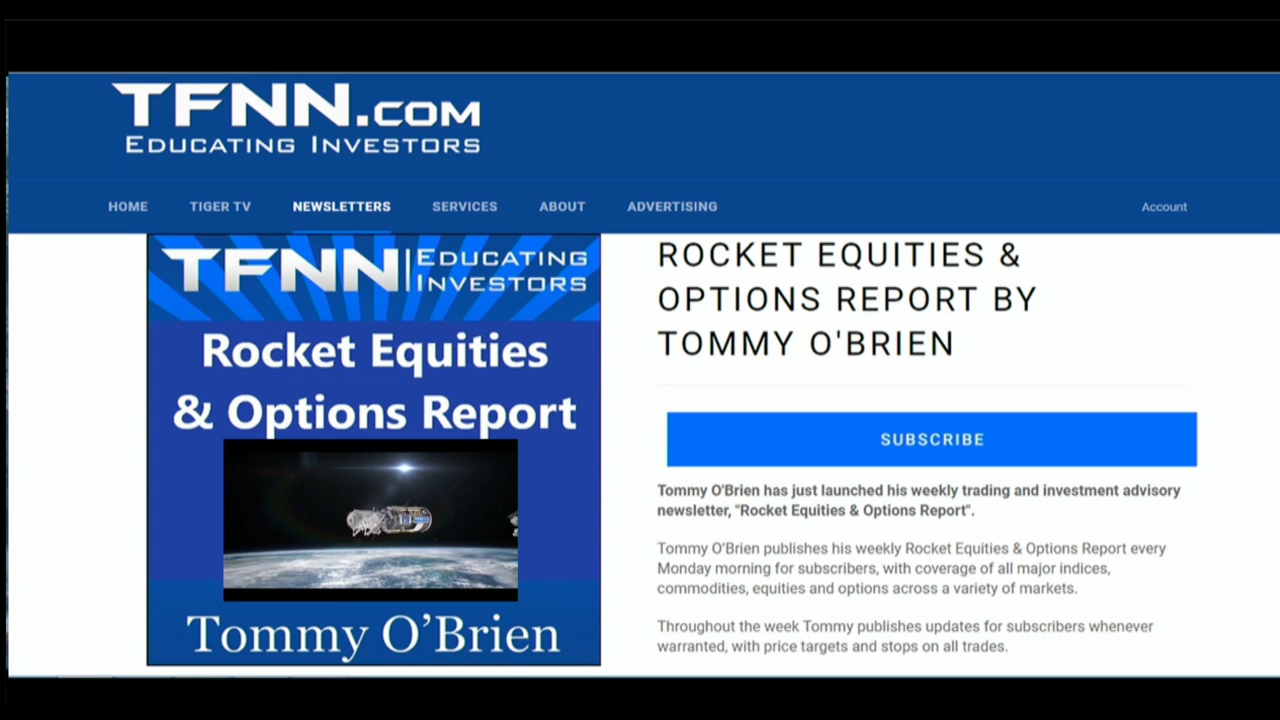 TFNN.COM
EDUCATING INVESTORS
HOME TIGER TV NEWSLETTERS SERVICES ABOUT ADVERTISING Account
TFNN EDUCATING
INVESTORS
Rocket Equities
& Options Report
Tommy O’Brien
ROCKET EQUITIES &
OPTIONS REPORT BY
TOMMY O'BRIEN
SUBSCRIBE
Tommy O'Brien has just launched his weekly trading and investment advisory
newsletter, "Rocket Equities & Options Report".
Tommy O’Brien publishes his weekly Rocket Equities & Options Report every
Monday morning for subscribers, with coverage of all major indices,
commodities, equities and options across a variety of markets.
Throughout the week Tommy publishes updates for subscribers whenever
warranted, with price targets and stops on all trades.